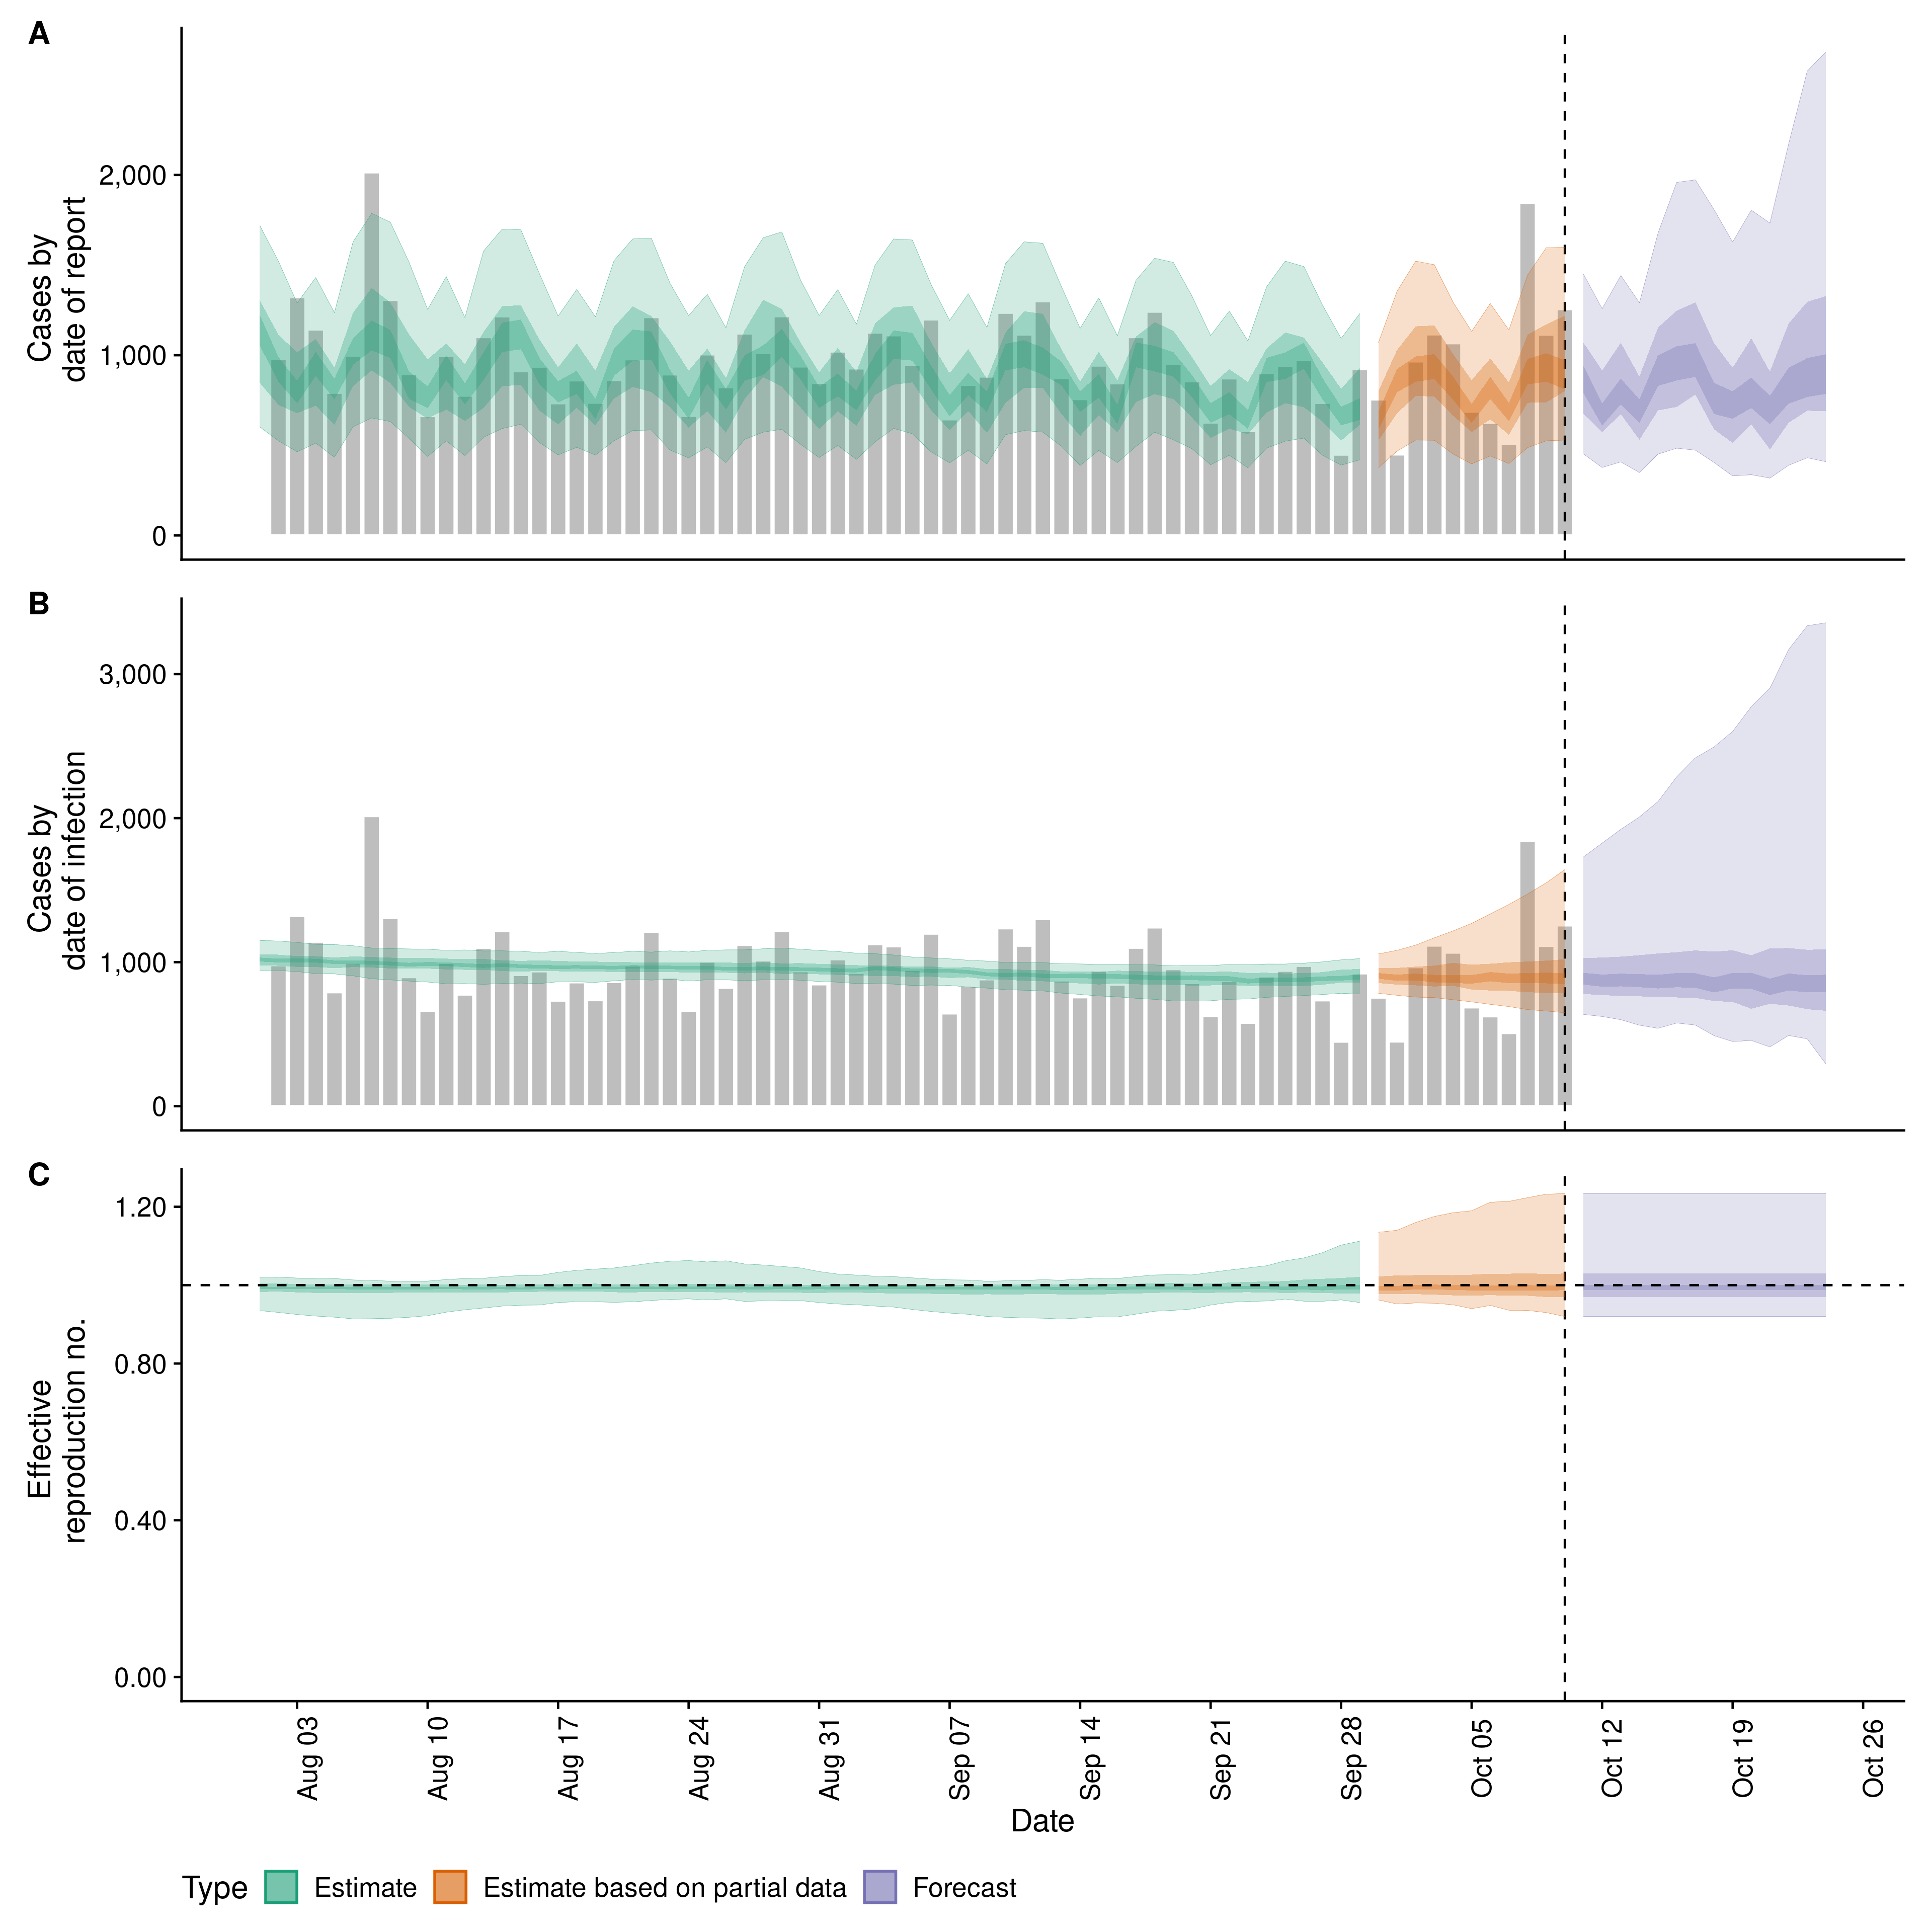 A
Cases by
date of report
2,000
1,000
0
B
Cases by
date of infection
3,000
2,000
1,000
0
C
Effective
reproduction no.
1.20
0.80
0.40
0.00
Aug 03
Aug 10
Aug 17
Aug 24
Aug 31
Sep 07
Sep 14
Sep 21
Sep 28
Oct 05
Oct 12
Oct 19
Oct 26
Date
Type Estimate Estimate based on partial data Forecast